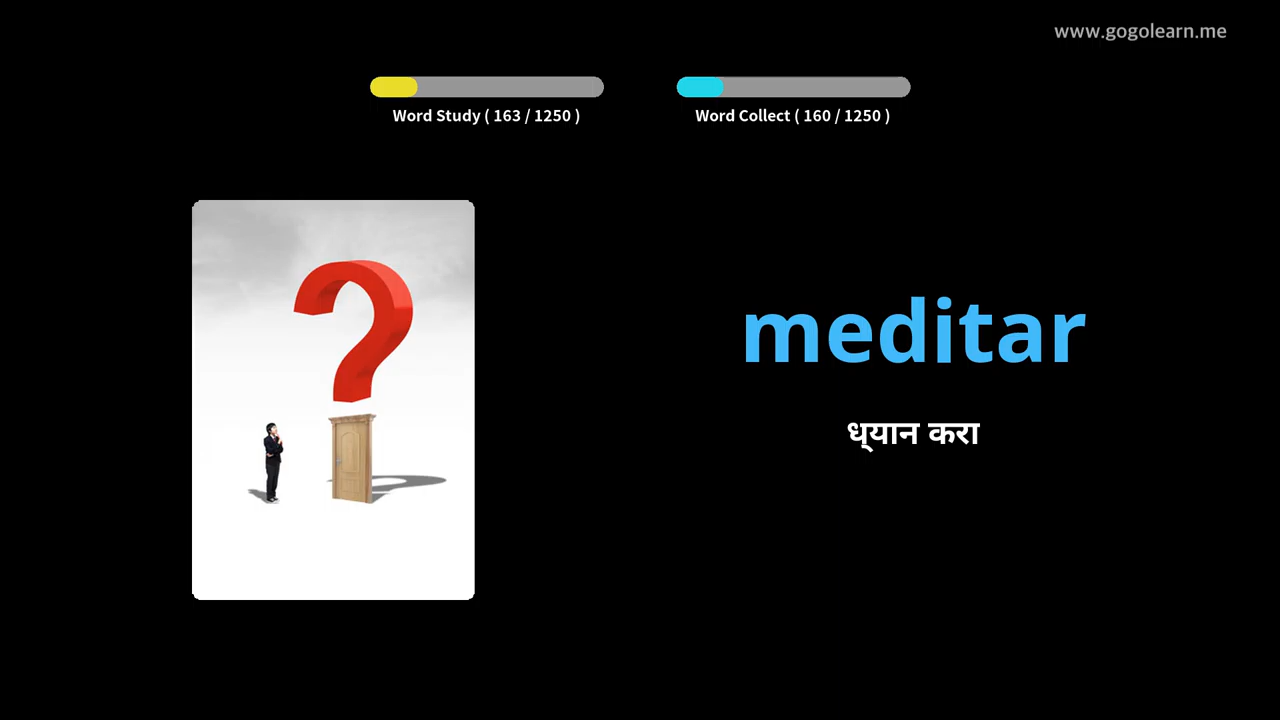 www.gogolearn.me
Word Study ( 163 / 1250 )
Word Collect ( 160 / 1250 )
meditar
ध्यान करा